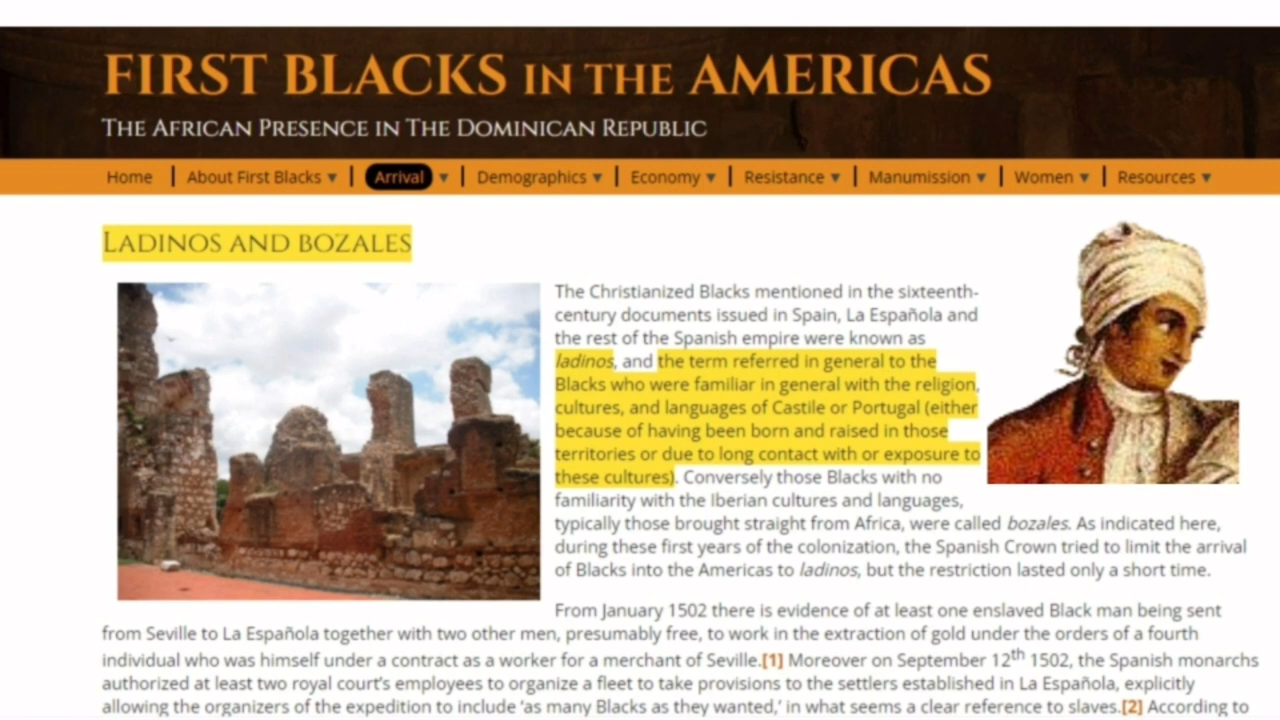 FIRST BLACKS IN THE AMERICAS
THE AFRICAN PRESENCE IN THE DOMINICAN REPUBLIC
Home | About First Blacks ▼ | Arrival ▼ | Demographics ▼ | Economy ▼ | Resistance ▼ | Manumission ▼ | Women ▼ | Resources ▼
LADINOS AND BOZALES
The Christianized Blacks mentioned in the sixteenth-
century documents issued in Spain, La Española and
the rest of the Spanish empire were known as
ladinos, and the term referred in general to the
Blacks who were familiar in general with the religion,
cultures, and languages of Castile or Portugal (either
because of having been born and raised in those
territories or due to long contact with or exposure to
these cultures). Conversely those Blacks with no
familiarity with the Iberian cultures and languages,
typically those brought straight from Africa, were called bozales. As indicated here,
during these first years of the colonization, the Spanish Crown tried to limit the arrival
of Blacks into the Americas to ladinos, but the restriction lasted only a short time.
From January 1502 there is evidence of at least one enslaved Black man being sent
from Seville to La Española together with two other men, presumably free, to work in the extraction of gold under the orders of a fourth
individual who was himself under a contract as a worker for a merchant of Seville.[1] Moreover on September 12th 1502, the Spanish monarchs
authorized at least two royal court's employees to organize a fleet to take provisions to the settlers established in La Española, explicitly
allowing the organizers of the expedition to include 'as many Blacks as they wanted,' in what seems a clear reference to slaves.[2] According to